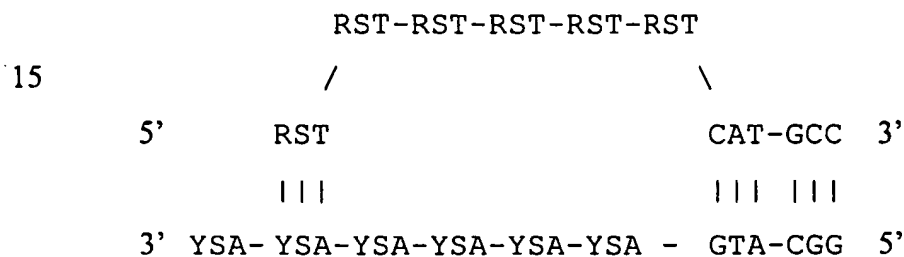 RST-RST-RST-RST-RST
15 / \
5' RST CAT-GCC 3'
||| ||| |||
3' YSA- YSA-YSA-YSA-YSA-YSA - GTA-CGG 5'